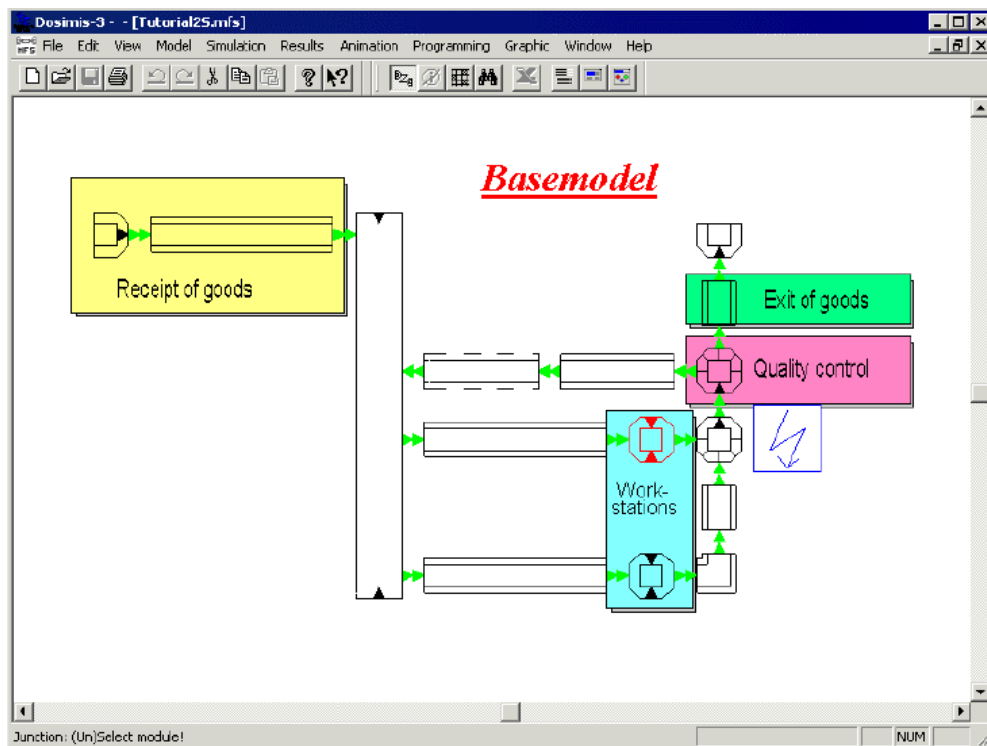 Dosimis-3 - - [Tutorial2S.mfs]
File Edit View Model Simulation Results Animation Programming Graphic Window Help
Basemodel
Receipt of goods
Exit of goods
Quality control
Work-
stations
Junction: (Un)Select module!
NUM